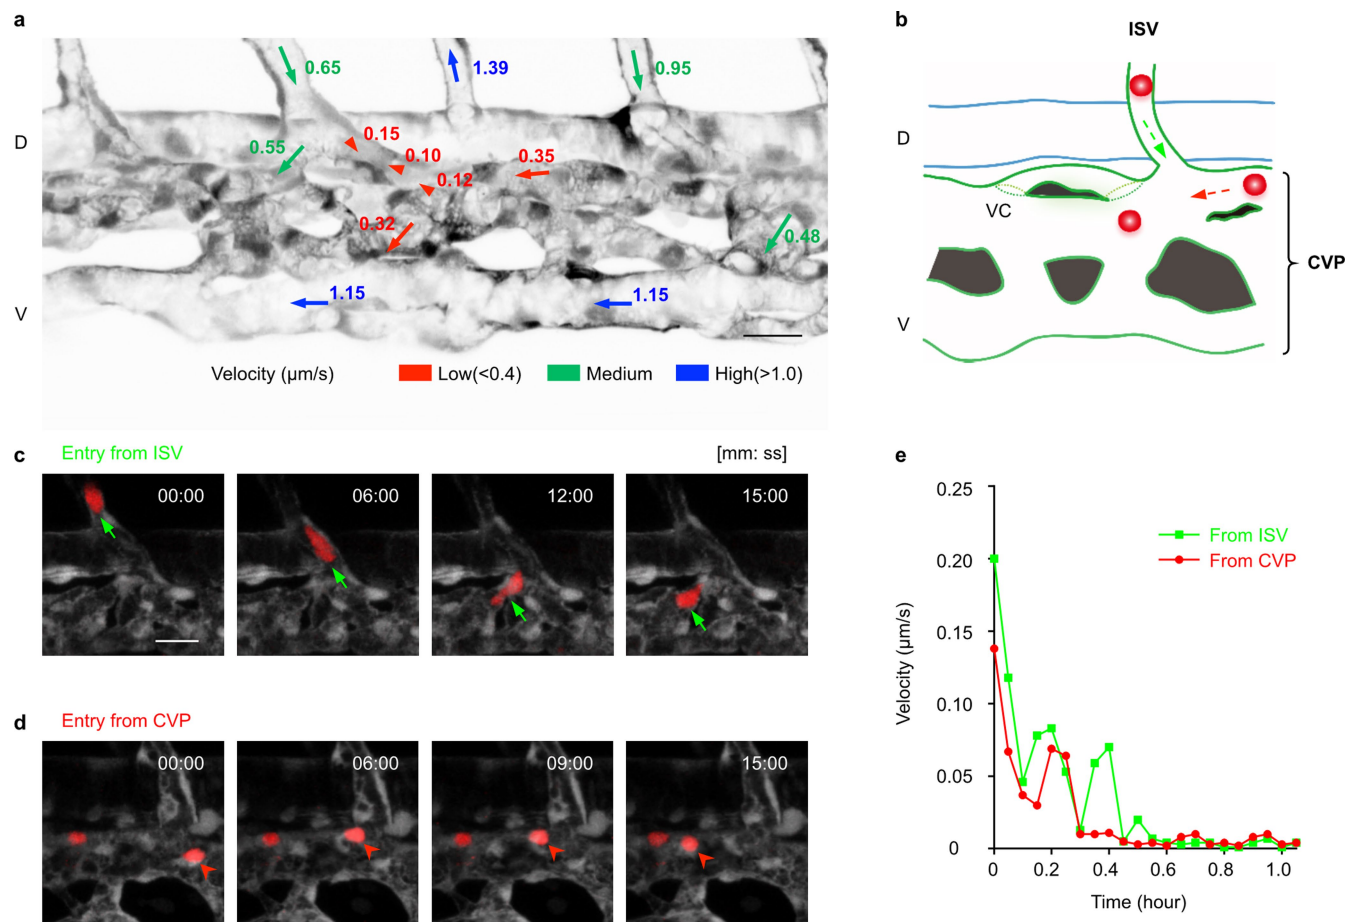 a
0.65
1.39
0.95
D
0.15
0.55
0.10
0.35
0.12
0.32
0.48
1.15
1.15
V
Velocity (μm/s)
Low(<0.4)
Medium
High(>1.0)
b
ISV
D
VC
CVP
V
c
Entry from ISV
[mm: ss]
00:00
06:00
12:00
15:00
d
Entry from CVP
00:00
06:00
09:00
15:00
e
0.25
0.20
0.15
0.10
0.05
0
Velocity (μm/s)
From ISV
From CVP
0
0.2
0.4
0.6
0.8
1.0
Time (hour)